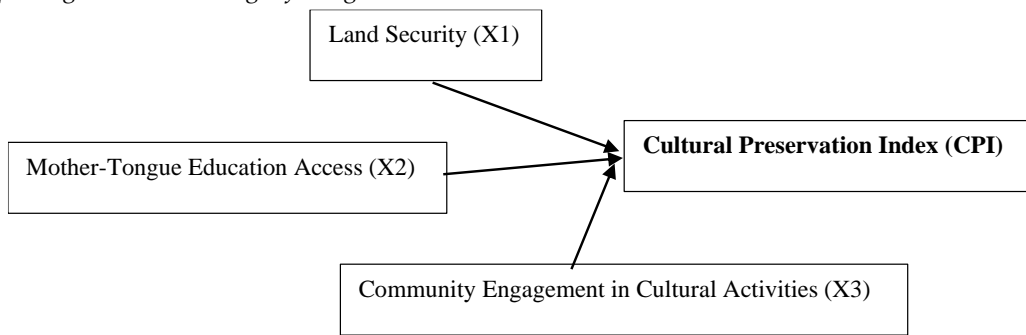 Land Security (X1)
Cultural Preservation Index (CPI)
Mother-Tongue Education Access (X2)
Community Engagement in Cultural Activities (X3)